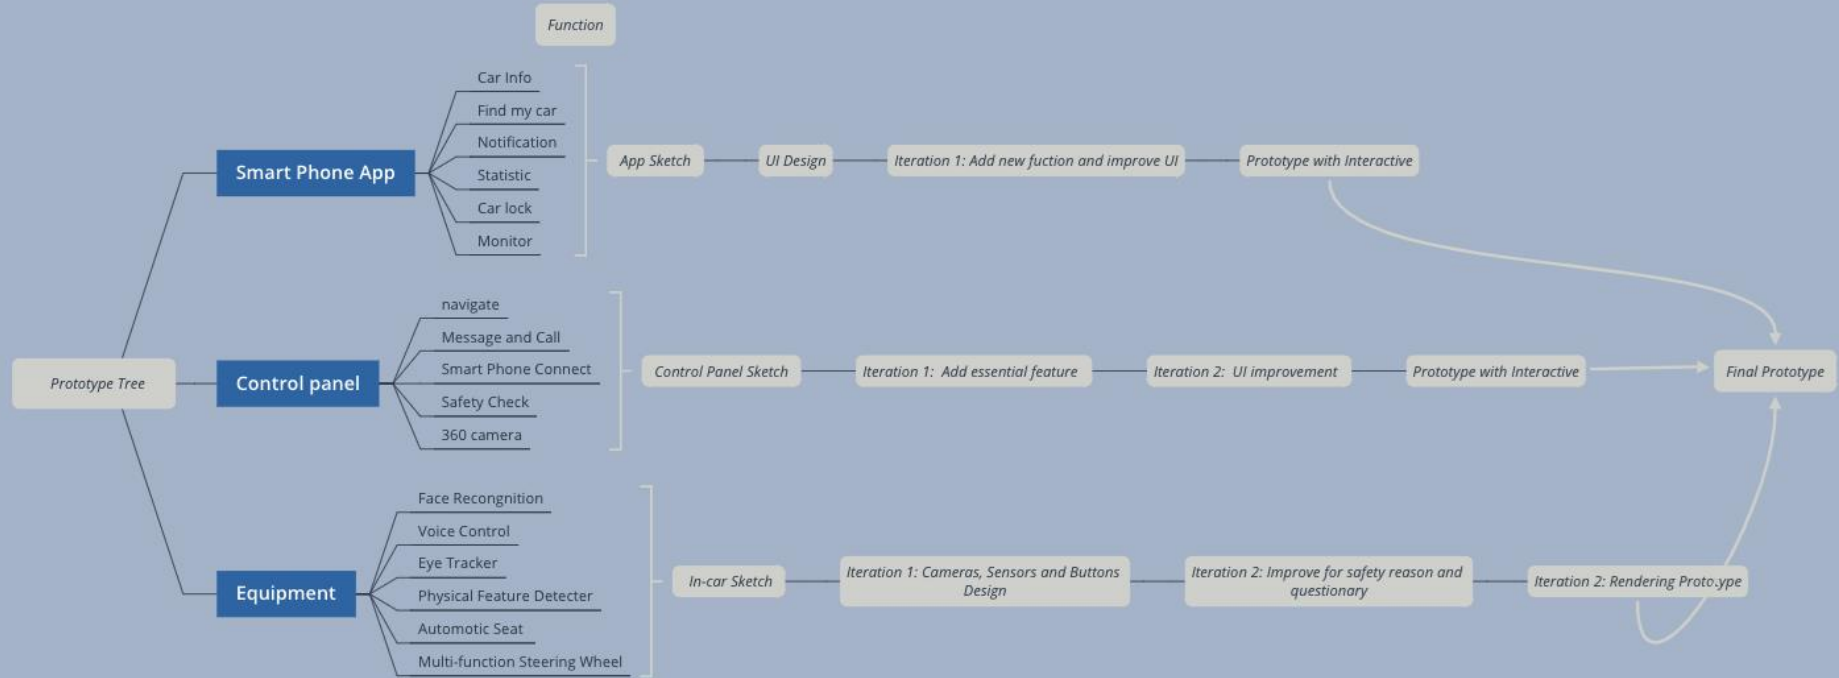 Function
Car Info
Find my car
Notification
Statistic
Car lock
Monitor
Smart Phone App
App Sketch
UI Design
Iteration 1: Add new fuction and improve UI
Prototype with Interactive
Prototype Tree
Control panel
navigate
Message and Call
Smart Phone Connect
Safety Check
360 camera
Control Panel Sketch
Iteration 1: Add essential feature
Iteration 2: UI improvement
Prototype with Interactive
Final Prototype
Equipment
Face Recongnition
Voice Control
Eye Tracker
Physical Feature Detecter
Automotic Seat
Multi-function Steering Wheel
In-car Sketch
Iteration 1: Cameras, Sensors and Buttons
Design
Iteration 2: Improve for safety reason and
questionary
Iteration 2: Rendering Prototype